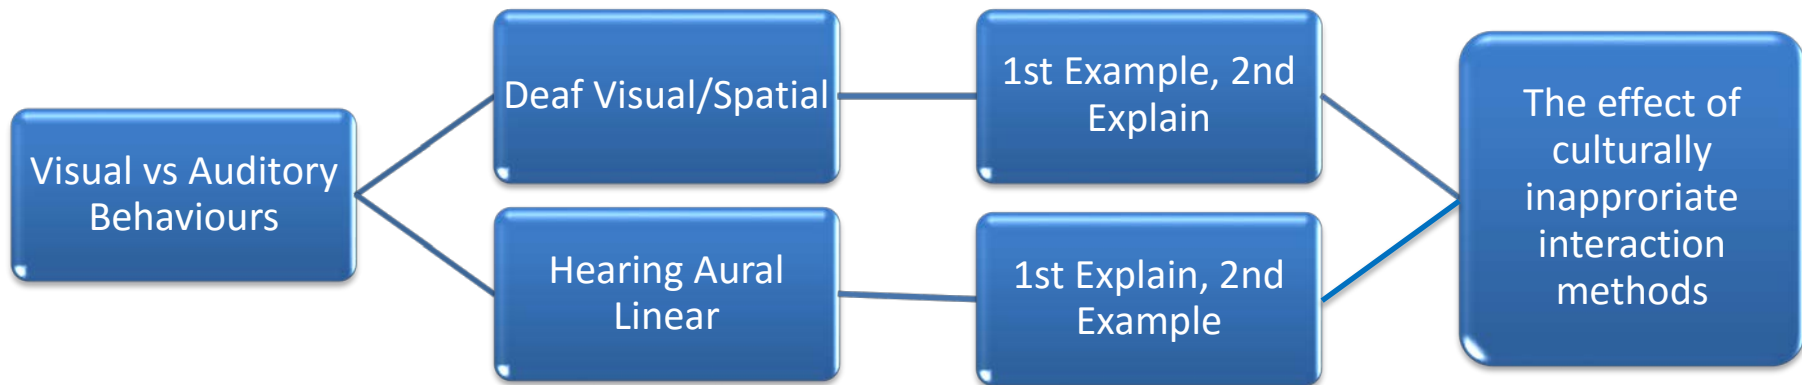 Visual vs Auditory
Behaviours
Deaf Visual/Spatial
Hearing Aural
Linear
1st Example, 2nd
Explain
1st Explain, 2nd
Example
The effect of
culturally
inapproriate
interaction
methods